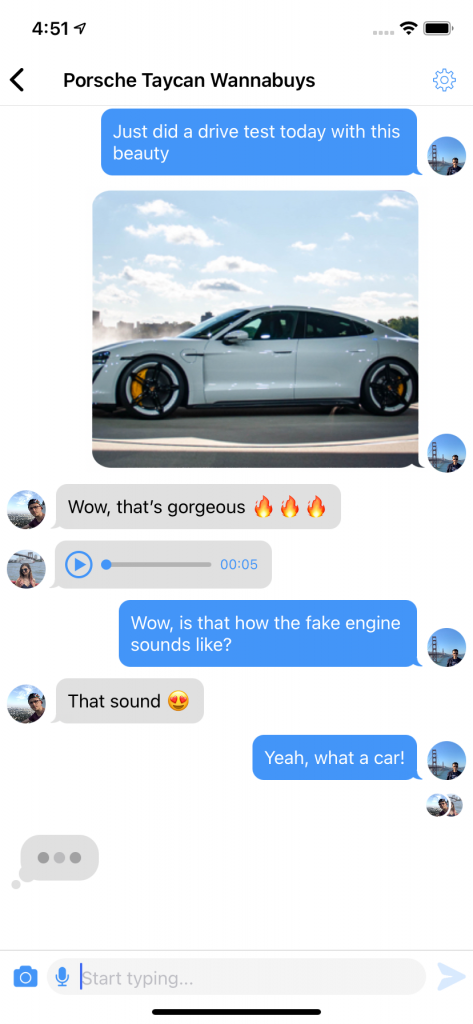 4:51
Porsche Taycan Wannabuys
Just did a drive test today with this
beauty
Wow, that’s gorgeous 🔥 🔥 🔥
00:05
Wow, is that how the fake engine
sounds like?
That sound 😍
Yeah, what a car!
Start typing...